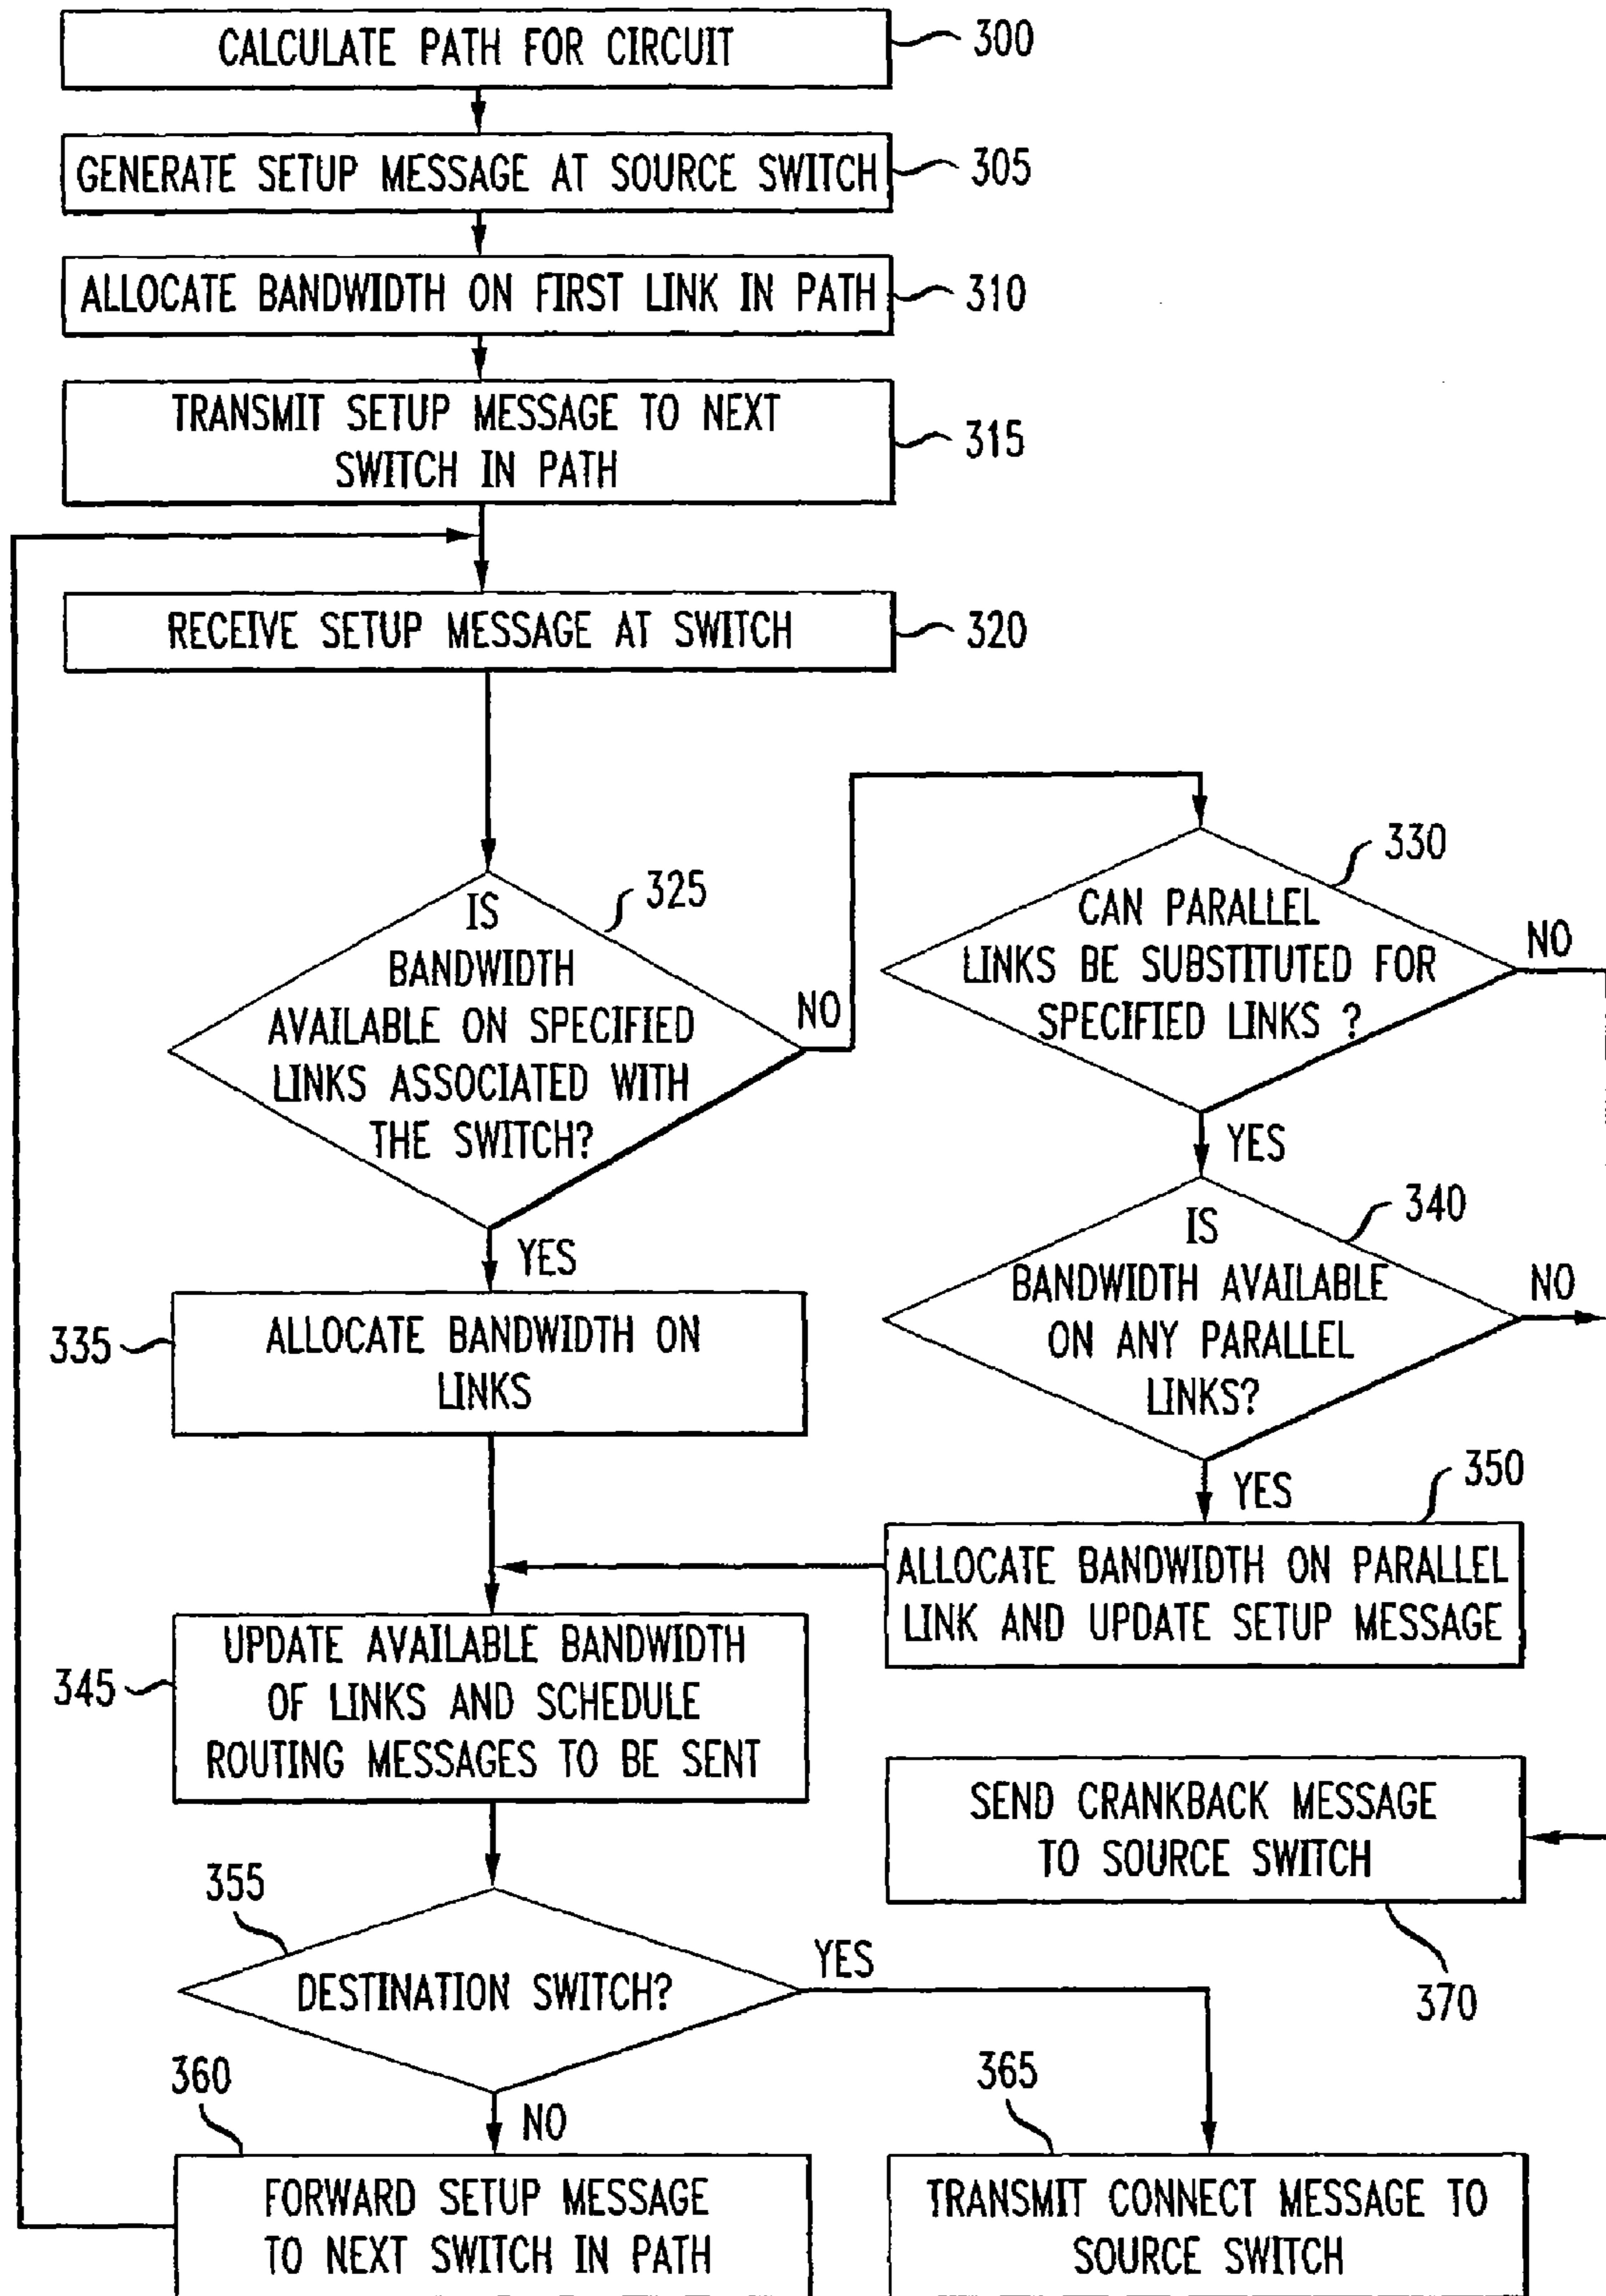 CALCULATE PATH FOR CIRCUIT
300
GENERATE SETUP MESSAGE AT SOURCE SWITCH
305
ALLOCATE BANDWIDTH ON FIRST LINK IN PATH
310
TRANSMIT SETUP MESSAGE TO NEXT
SWITCH IN PATH
315
RECEIVE SETUP MESSAGE AT SWITCH
320
IS
BANDWIDTH
AVAILABLE ON SPECIFIED
LINKS ASSOCIATED WITH
THE SWITCH?
325
NO
YES
CAN PARALLEL
LINKS BE SUBSTITUTED FOR
SPECIFIED LINKS ?
330
NO
YES
IS
BANDWIDTH AVAILABLE
ON ANY PARALLEL
LINKS?
340
NO
YES
335
ALLOCATE BANDWIDTH ON
LINKS
350
ALLOCATE BANDWIDTH ON PARALLEL
LINK AND UPDATE SETUP MESSAGE
345
UPDATE AVAILABLE BANDWIDTH
OF LINKS AND SCHEDULE
ROUTING MESSAGES TO BE SENT
SEND CRANKBACK MESSAGE
TO SOURCE SWITCH
370
355
DESTINATION SWITCH?
YES
NO
360
FORWARD SETUP MESSAGE
TO NEXT SWITCH IN PATH
365
TRANSMIT CONNECT MESSAGE TO
SOURCE SWITCH